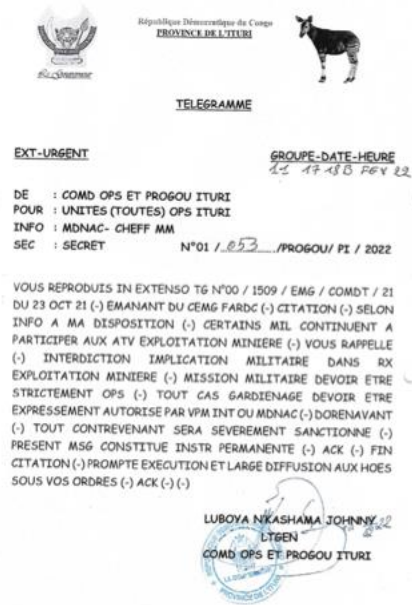 République Démocratique du Congo
PROVINCE DE L'ITURI
Le Gouverneur
TELEGRAMME
EXT-URGENT
GROUPE-DATE-HEURE
11 1718B FEV 22
DE : COMD OPS ET PROGOU ITURI
POUR : UNITES (TOUTES) OPS ITURI
INFO : MDNAC- CHEFF MM
SEC : SECRET N°01 / 053 /PROGOU/ PI / 2022
VOUS REPRODUIS IN EXTENSO TG N°00 / 1509 / EMG / COMDT / 21
DU 23 OCT 21 (-) EMANANT DU CEMG FARDC (-) CITATION (-) SELON
INFO A MA DISPOSITION (-) CERTAINS MIL CONTINUENT A
PARTICIPER AUX ATV EXPLOITATION MINIERE (-) VOUS RAPPELLE
(-) INTERDICTION IMPLICATION MILITAIRE DANS RX
EXPLOITATION MINIERE (-) MISSION MILITAIRE DEVOIR ETRE
STRICTEMENT OPS (-) TOUT CAS GARDIENAGE DEVOIR ETRE
EXPRESSEMENT AUTORISE PAR VPM INT OU MDNAC(-) DORENAVANT
(-) TOUT CONTREVENANT SERA SEVEREMENT SANCTIONNE (-)
PRESENT MSG CONSTITUE INSTR PERMANENTE (-) ACK (-) FIN
CITATION (-) PROMPTE EXECUTION ET LARGE DIFFUSION AUX HOES
SOUS VOS ORDRES (-) ACK (-) (-)
LUBOYA N'KASHAMA JOHNNY
LTGEN
COMD OPS ET PROGOU ITURI
PROVINCE DE L'ITURI